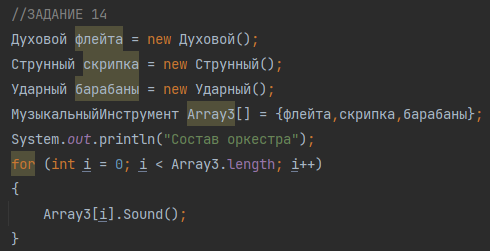 //ЗАДАНИЕ 14
Духовой флейта = new Духовой();
Струнный скрипка = new Струнный();
Ударный барабаны = new Ударный();
МузыкальныйИнструмент Array3[] = {флейта,скрипка,барабаны};
System.out.println("Состав оркестра");
for (int i = 0; i < Array3.length; i++)
{
    Array3[i].Sound();
}